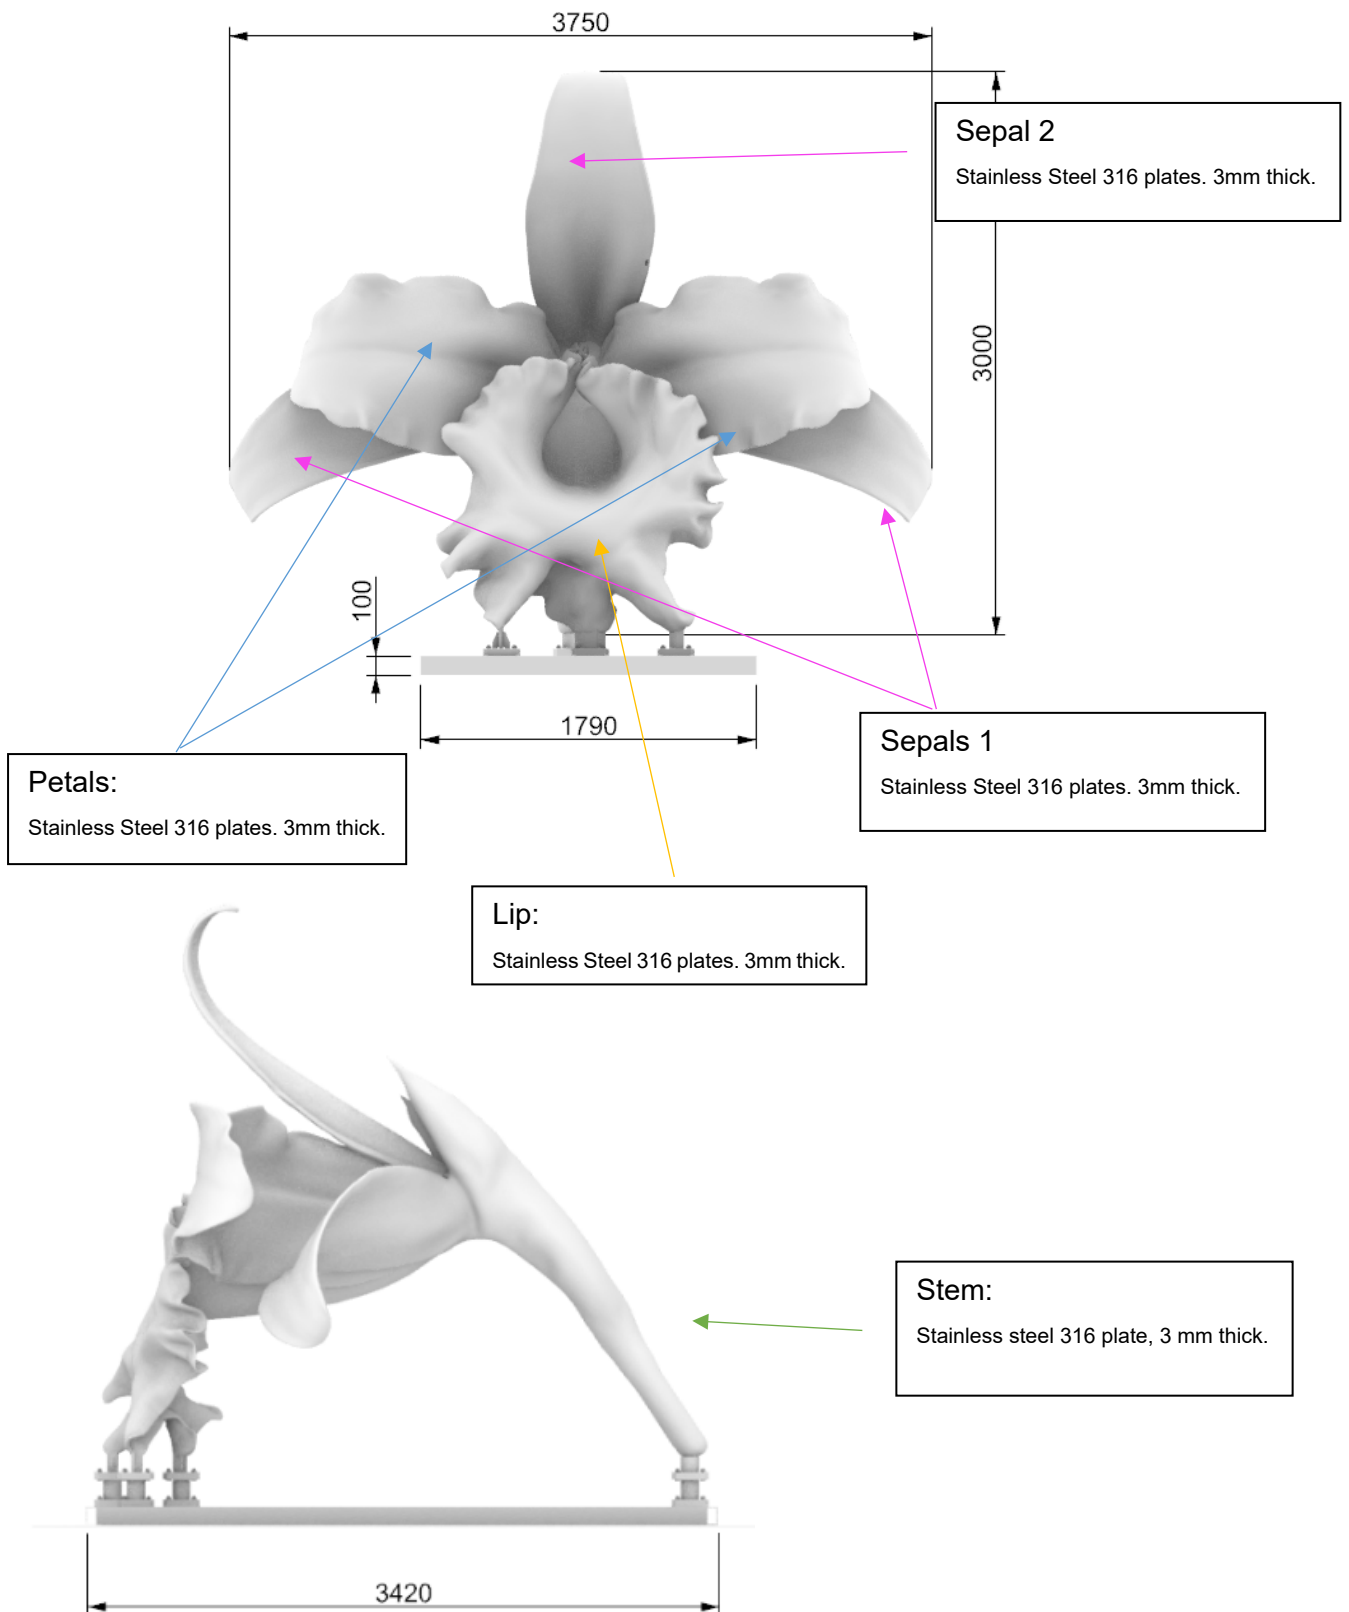 3750
Sepal 2
Stainless Steel 316 plates. 3mm thick.
3000
100
1790
Sepals 1
Stainless Steel 316 plates. 3mm thick.
Petals:
Stainless Steel 316 plates. 3mm thick.
Lip:
Stainless Steel 316 plates. 3mm thick.
Stem:
Stainless steel 316 plate, 3 mm thick.
3420